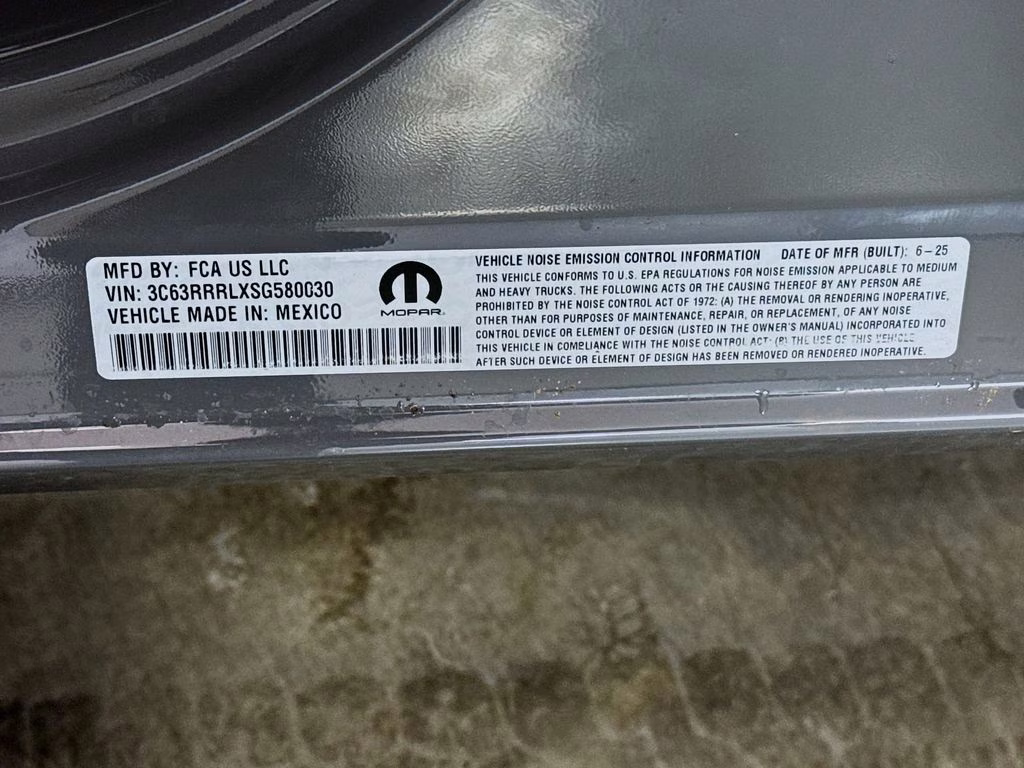 MFD BY: FCA US LLC
VIN: 3C63RRRLXSG580030
VEHICLE MADE IN: MEXICO
MOPAR.
VEHICLE NOISE EMISSION CONTROL INFORMATION DATE OF MFR (BUILT): 6-25
THIS VEHICLE CONFORMS TO U.S. EPA REGULATIONS FOR NOISE EMISSION APPLICABLE TO MEDIUM
AND HEAVY TRUCKS. THE FOLLOWING ACTS OR THE CAUSING THEREOF BY ANY PERSON ARE
PROHIBITED BY THE NOISE CONTROL ACT OF 1972: (A) THE REMOVAL OR RENDERING INOPERATIVE,
OTHER THAN FOR PURPOSES OF MAINTENANCE, REPAIR, OR REPLACEMENT, OF ANY NOISE
CONTROL DEVICE OR ELEMENT OF DESIGN (LISTED IN THE OWNER'S MANUAL) INCORPORATED INTO
THIS VEHICLE IN COMPLIANCE WITH THE NOISE CONTROL ACT: (B) THE USE OF THIS VEHICLE
AFTER SUCH DEVICE OR ELEMENT OF DESIGN HAS BEEN REMOVED OR RENDERED INOPERATIVE.